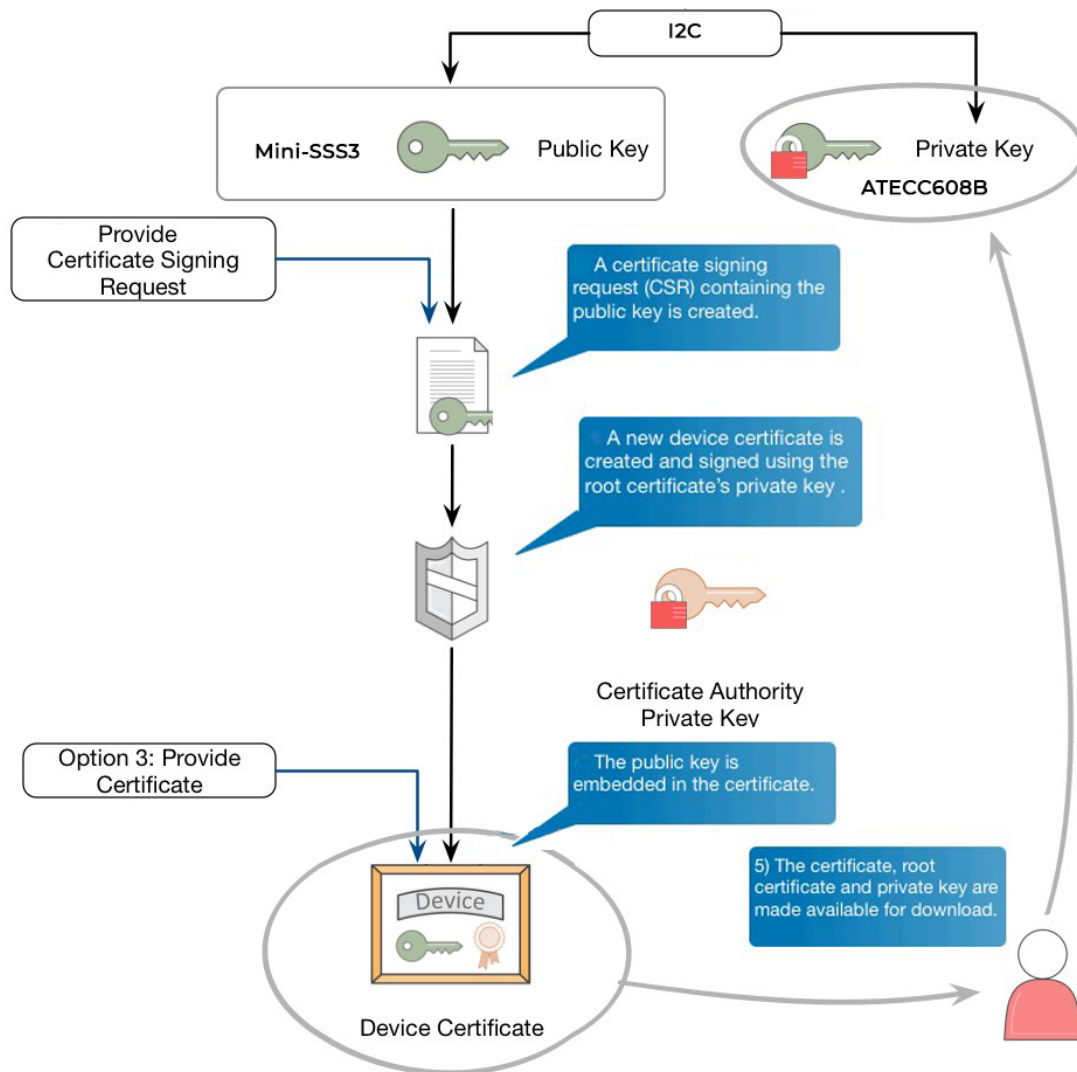 I2C
Mini-SSS3
Public Key
Private Key
ATECC608B
Provide
Certificate Signing
Request
A certificate signing
request (CSR) containing the
public key is created.
A new device certificate is
created and signed using the
root certificate’s private key .
Certificate Authority
Private Key
Option 3: Provide
Certificate
The public key is
embedded in the certificate.
5) The certificate, root
certificate and private key are
made available for download.
Device
Device Certificate